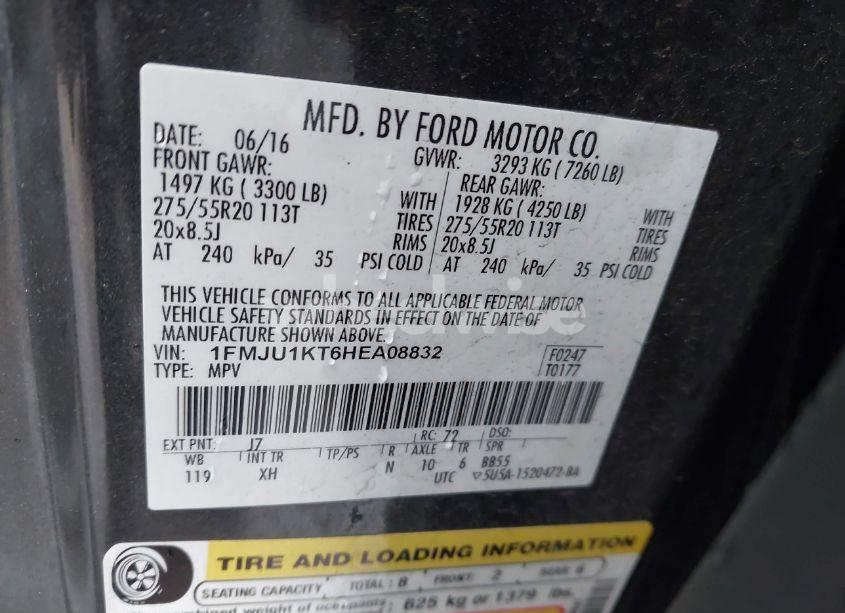 MFD. BY FORD MOTOR CO.
DATE: 06/16 GVWR: 3293 KG ( 7260 LB)
FRONT GAWR: REAR GAWR:
1497 KG ( 3300 LB) WITH 1928 KG ( 4250 LB) WITH
275/55R20 113T TIRES 275/55R20 113T TIRES
20x8.5J RIMS 20x8.5J RIMS
AT 240 kPa/ 35 PSI COLD AT 240 kPa/ 35 PSI COLD
THIS VEHICLE CONFORMS TO ALL APPLICABLE FEDERAL MOTOR
VEHICLE SAFETY STANDARDS IN EFFECT ON THE DATE OF
MANUFACTURE SHOWN ABOVE.
VIN: 1FMJU1KT6HEA08832 F0247
TYPE: MPV T0177
EXT PNT: J7 RC: 72 DSO:
WB INT TR TP/PS R AXLE TR SPR
119 XH N 10 6 BB55
UTC 5USA-1520472-BA
TIRE AND LOADING INFORMATION
SEATING CAPACITY TOTAL: 8 FRONT: 2 REAR: 6
combined weight of occupants 625 kg or 1379 lbs.